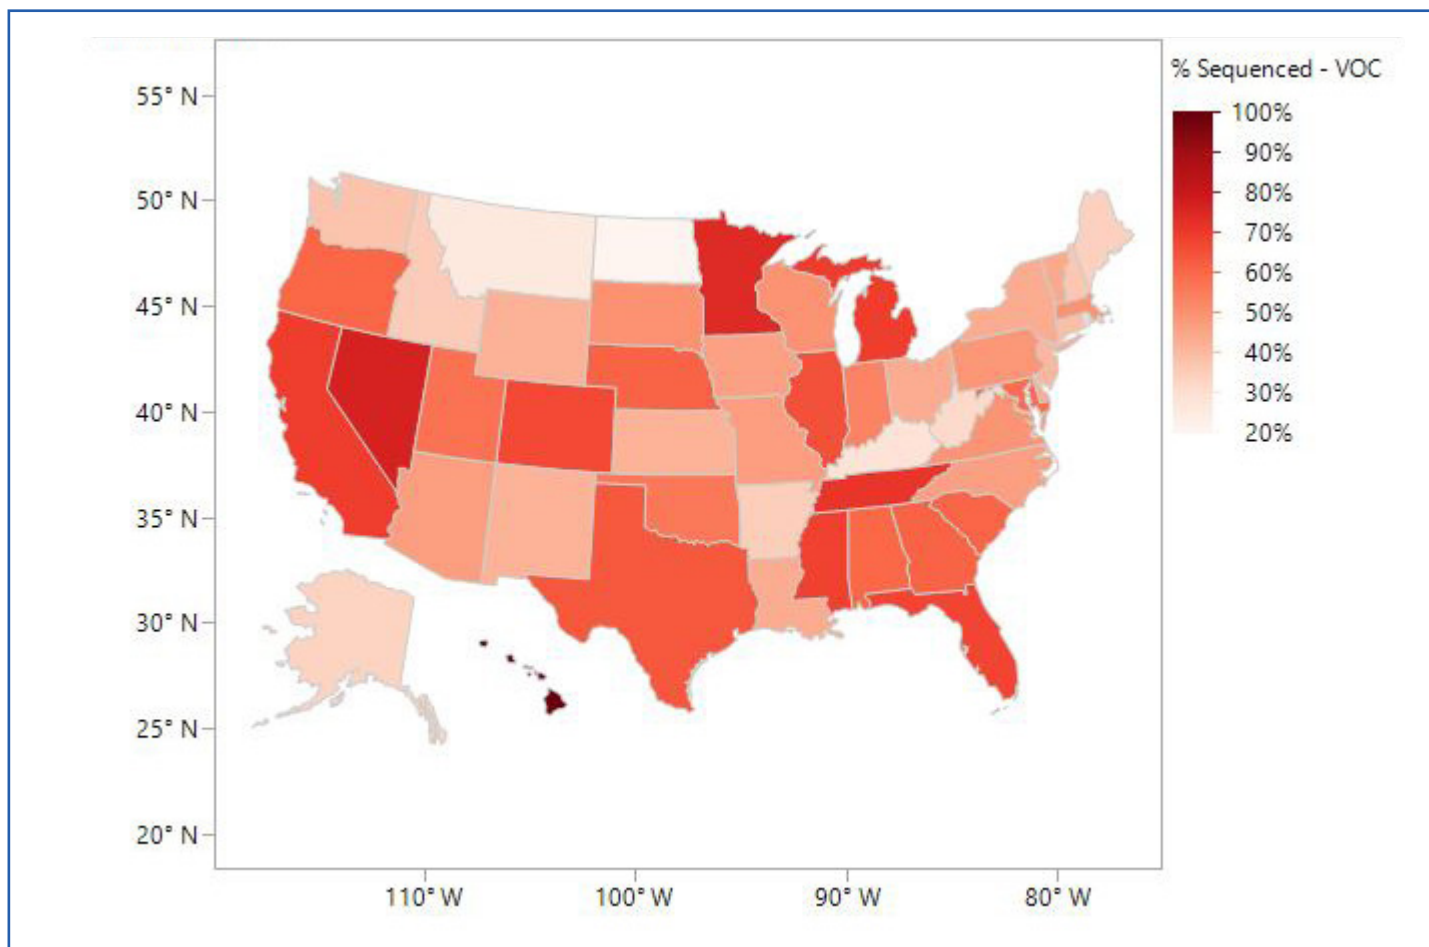 % Sequenced - VOC
100%
90%
80%
70%
60%
50%
40%
30%
20%
55° N
50° N
45° N
40° N
35° N
30° N
25° N
20° N
110° W
100° W
90° W
80° W